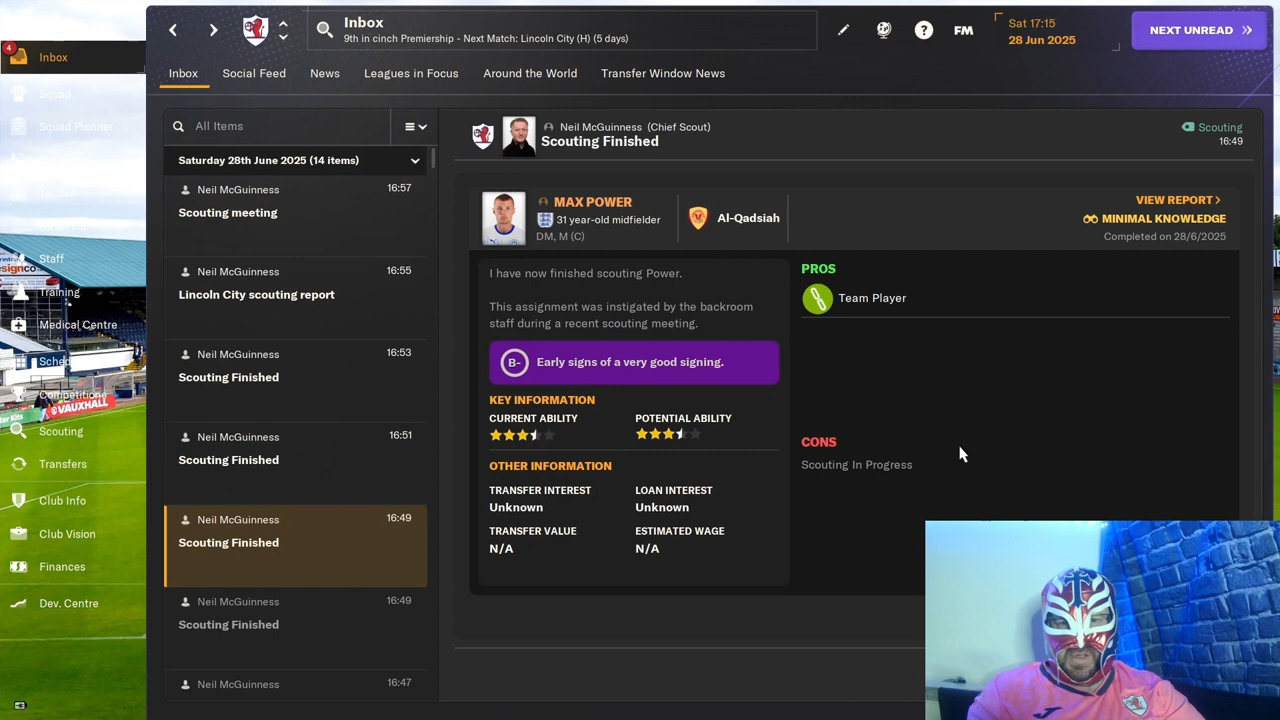 Inbox
9th in cinch Premiership - Next Match: Lincoln City (H) (5 days)
?
FM
Sat 17:15
28 Jun 2025
NEXT UNREAD
4
Inbox
Squad
Squad Planner
Staff
Training
Medical Centre
Sched
Competitions
Scouting
Transfers
Club Info
Club Vision
Finances
Dev. Centre
VAUXHALL
Inbox
Social Feed
News
Leagues in Focus
Around the World
Transfer Window News
All Items
Saturday 28th June 2025 (14 items)
Neil McGuinness 16:57
Scouting meeting
Neil McGuinness 16:55
Lincoln City scouting report
Neil McGuinness 16:53
Scouting Finished
Neil McGuinness 16:51
Scouting Finished
Neil McGuinness 16:49
Scouting Finished
Neil McGuinness 16:49
Scouting Finished
Neil McGuinness 16:47
Neil McGuinness (Chief Scout)
Scouting Finished
Scouting
16:49
MAX POWER
31 year-old midfielder
DM, M (C)
Al-Qadsiah
VIEW REPORT
MINIMAL KNOWLEDGE
Completed on 28/6/2025
I have now finished scouting Power.
This assignment was instigated by the backroom
staff during a recent scouting meeting.
B- Early signs of a very good signing.
KEY INFORMATION
CURRENT ABILITY POTENTIAL ABILITY
OTHER INFORMATION
TRANSFER INTEREST LOAN INTEREST
Unknown Unknown
TRANSFER VALUE ESTIMATED WAGE
N/A N/A
PROS
Team Player
CONS
Scouting In Progress